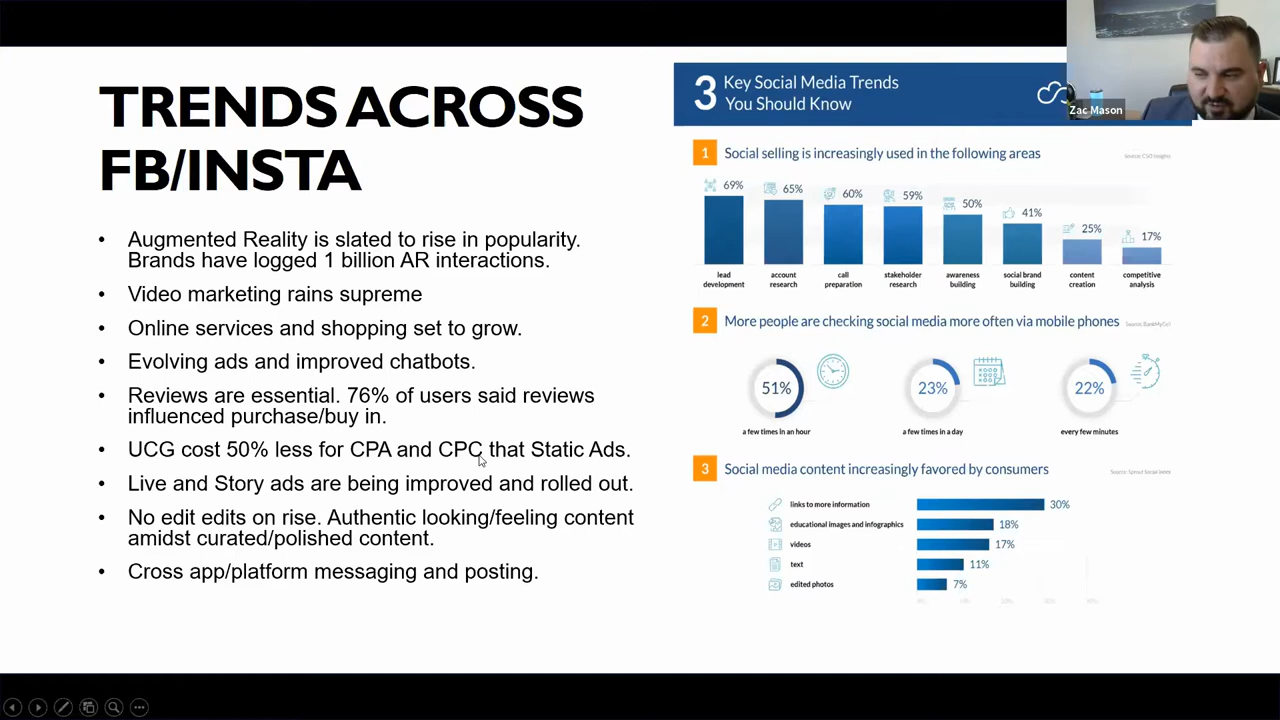 TRENDS ACROSS
FB/INSTA
• Augmented Reality is slated to rise in popularity.
Brands have logged 1 billion AR interactions.
• Video marketing rains supreme
• Online services and shopping set to grow.
• Evolving ads and improved chatbots.
• Reviews are essential. 76% of users said reviews
influenced purchase/buy in.
• UCG cost 50% less for CPA and CPC that Static Ads.
• Live and Story ads are being improved and rolled out.
• No edit edits on rise. Authentic looking/feeling content
amidst curated/polished content.
• Cross app/platform messaging and posting.
3 Key Social Media Trends
You Should Know
Zac Mason
1 Social selling is increasingly used in the following areas
Source: CSO Insights
69% 65% 60% 59% 50% 41% 25% 17%
lead account call stakeholder awareness social brand content competitive
development research preparation research building building creation analysis
2 More people are checking social media more often via mobile phones
51% 23% 22%
a few times in an hour a few times in a day every few minutes
3 Social media content increasingly favored by consumers
Source: Sprout Social Index
links to more information 30%
educational images and infographics 18%
videos 17%
text 11%
edited photos 7%